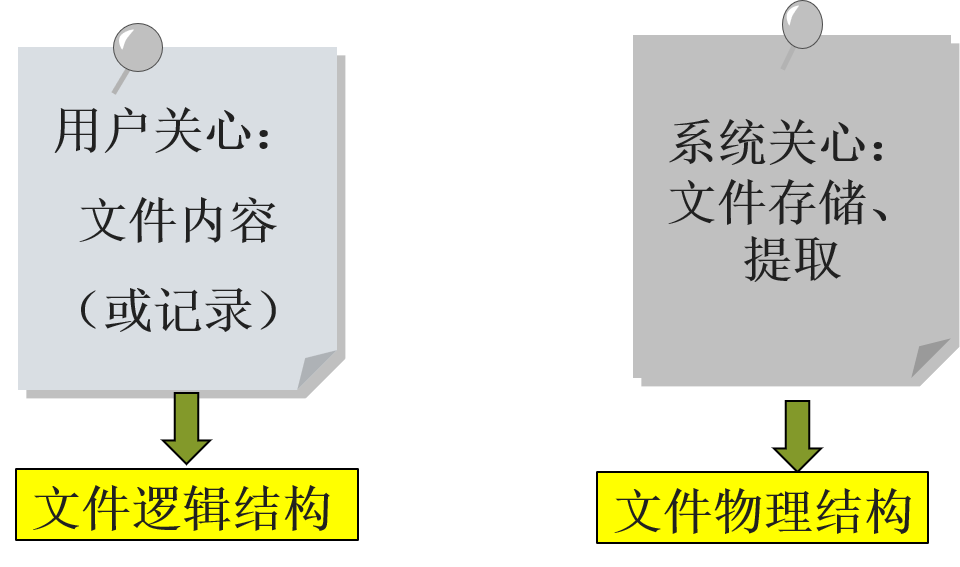 用户关心：
文件内容
（或记录）
文件逻辑结构
系统关心：
文件存储、
提取
文件物理结构